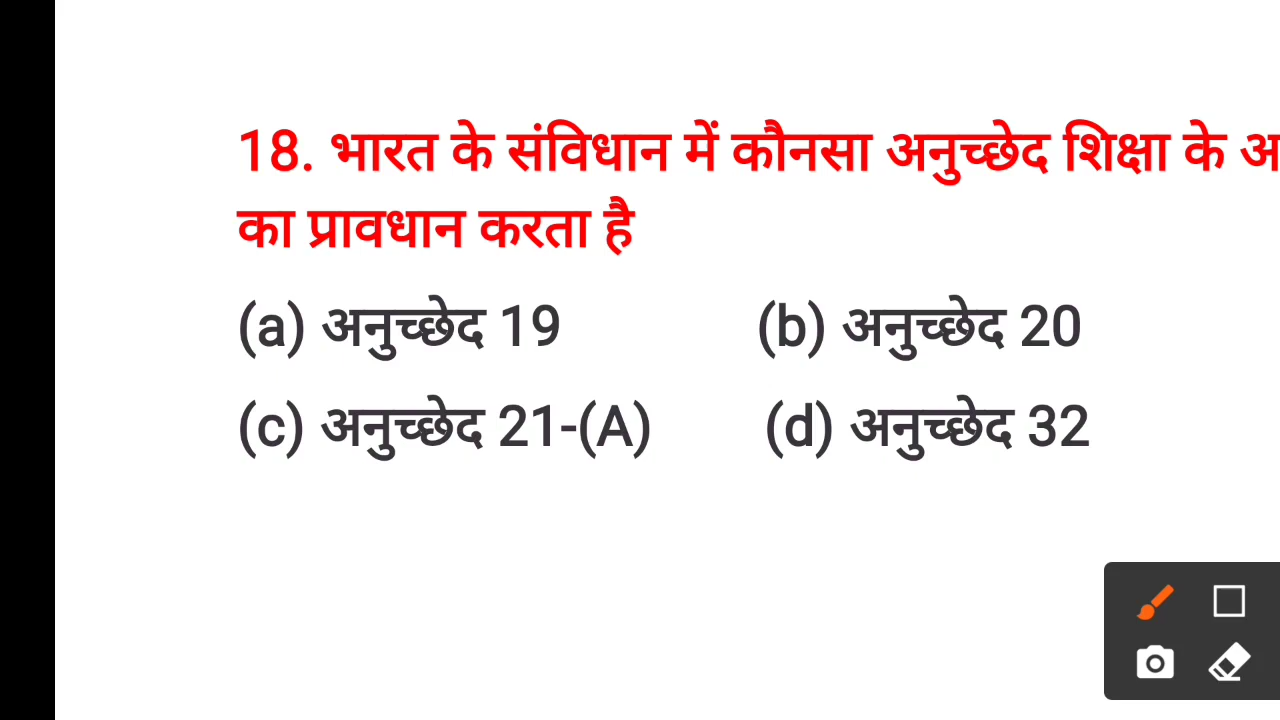 18. भारत के संविधान में कौनसा अनुच्छेद शिक्षा के
का प्रावधान करता है
(a) अनुच्छेद 19 (b) अनुच्छेद 20
(c) अनुच्छेद 21-(A) (d) अनुच्छेद 32